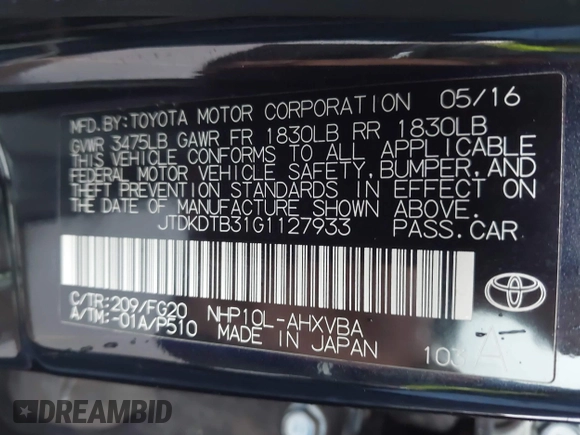 MFD.BY:TOYOTA MOTOR CORPORATION 05/16
GVWR 3475LB GAWR FR 1830LB RR 1830LB
THIS VEHICLE CONFORMS TO ALL APPLICABLE
FEDERAL MOTOR VEHICLE SAFETY,BUMPER,AND
THEFT PREVENTION STANDARDS IN EFFECT ON
THE DATE OF MANUFACTURE SHOWN ABOVE.
JTDKDTB31G1127933 PASS.CAR
C/TR:209/FG20 NHP10L-AHXVBA
A/TM:-01A/P510 MADE IN JAPAN
103 A
DREAMBID